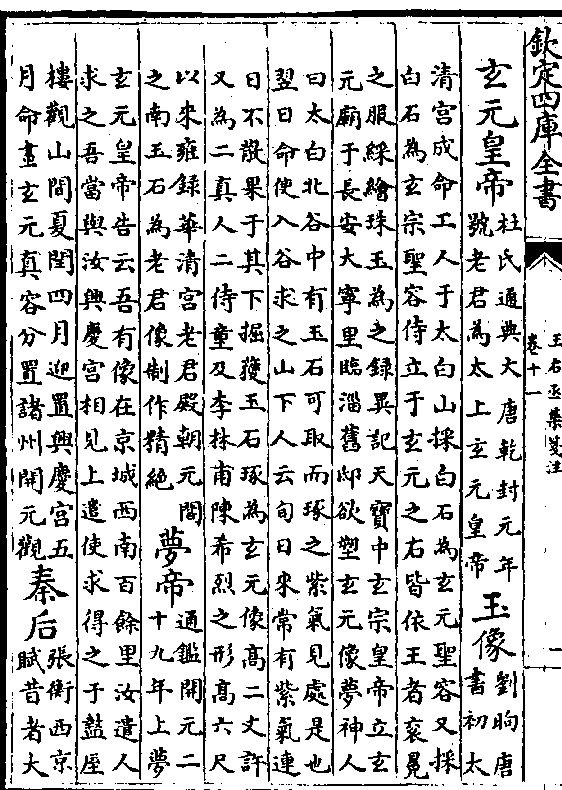 欽定四庫全書
王右丞集箋注
卷十一
一
玄元皇帝
杜氏通典大唐乾封元年
號老君為太上玄元皇帝
玉像
劉昫唐
書初太
清宮成命工人于太白山採白石為玄元聖容又採
白石為玄宗聖容侍立于玄元之右皆依王者袞冕
之服綵繪珠玉為之錄異記天寶中玄宗皇帝立玄
元廟于長安大寧里臨淄舊邸欲塑玄元像夢神人
曰太白北谷中有玉石可取而琢之紫氣見處是也
翌日命使入谷求之山下人云旬日來常有紫氣連
日不散果于其下掘獲玉石琢為玄元像高二丈許
又為二真人二侍童及李林甫陳希烈之形高六尺
以來雍錄華清宮老君殿朝元閣
之南玉石為老君像制作精絕
夢帝
通鑑開元二
十九年上夢
玄元皇帝告云吾有像在京城西南百餘里汝遣人
求之吾當與汝興慶宮相見上遣使求得之于盩厔
樓觀山間夏閏四月迎置興慶宮五
月命畫玄元真容分置諸州開元觀
秦后
張衡西京
賦昔者大